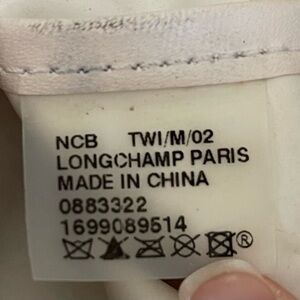 NCB TWI/M/02
LONGCHAMP PARIS
MADE IN CHINA
0883322
1699089514
®